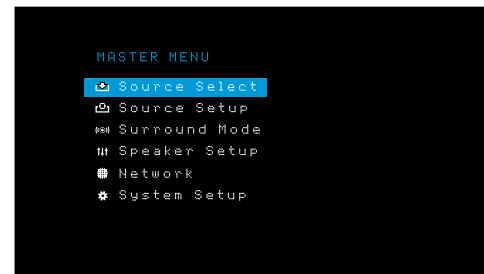 MASTER MENU
Source Select
Source Setup
Surround Mode
Speaker Setup
Network
System Setup